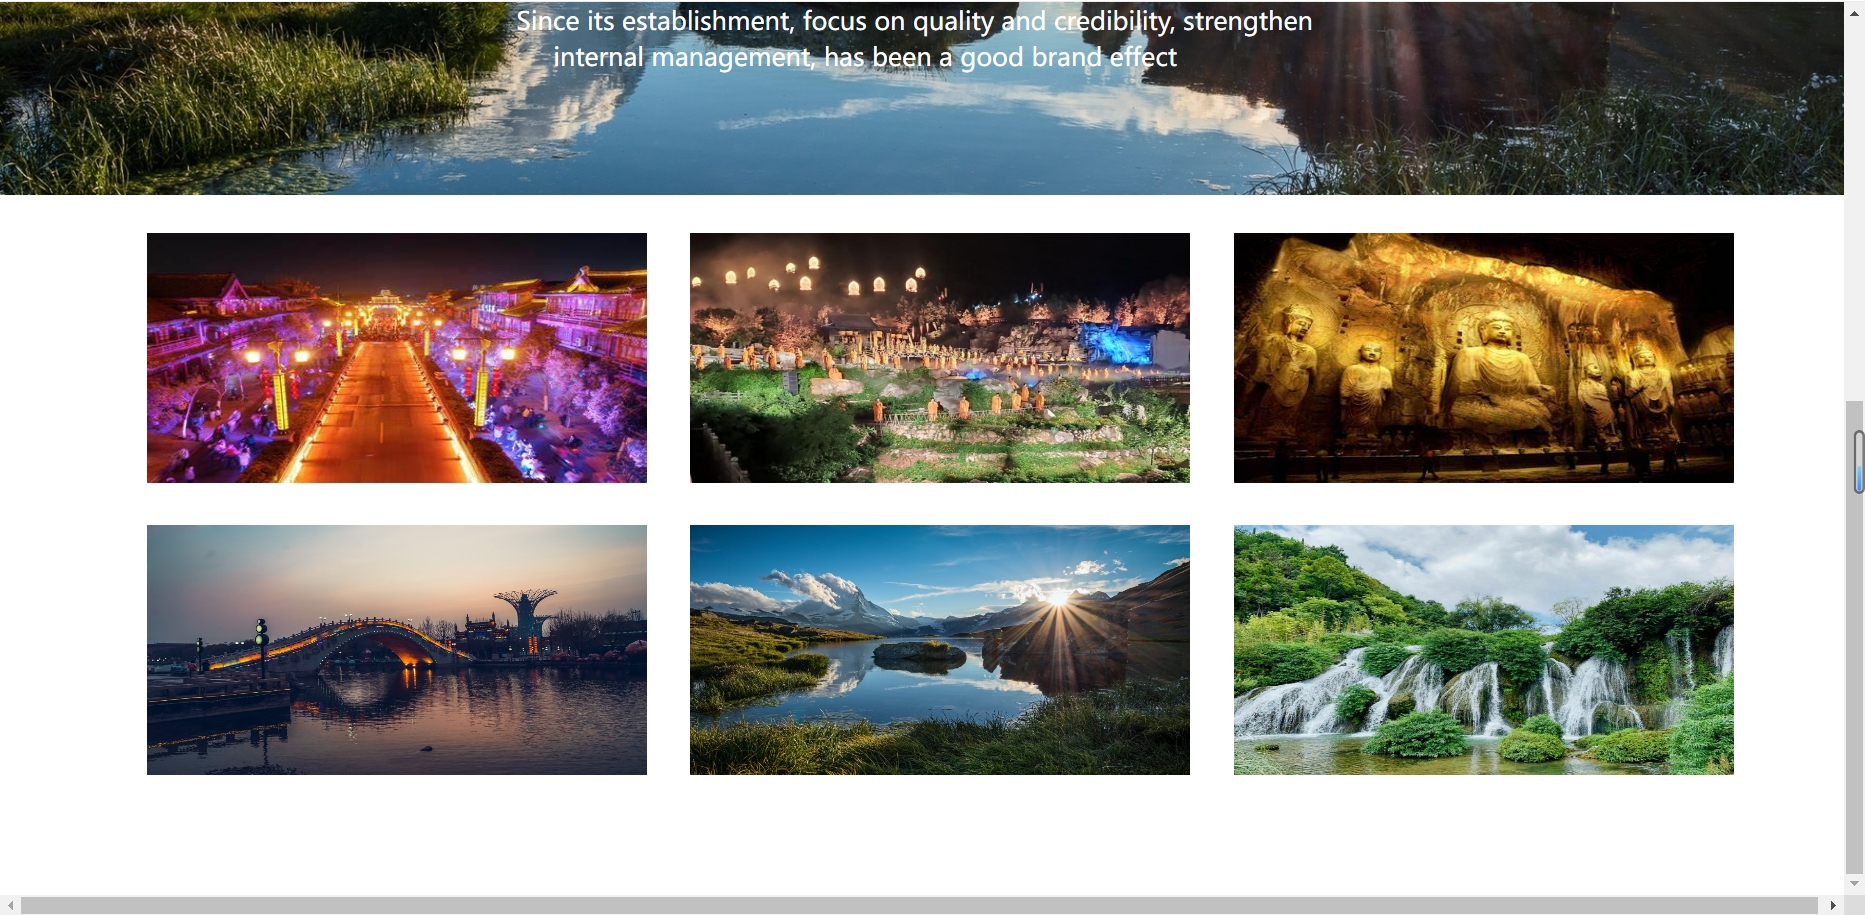 Since its establishment, focus on quality and credibility, strengthen
internal management, has been a good brand effect